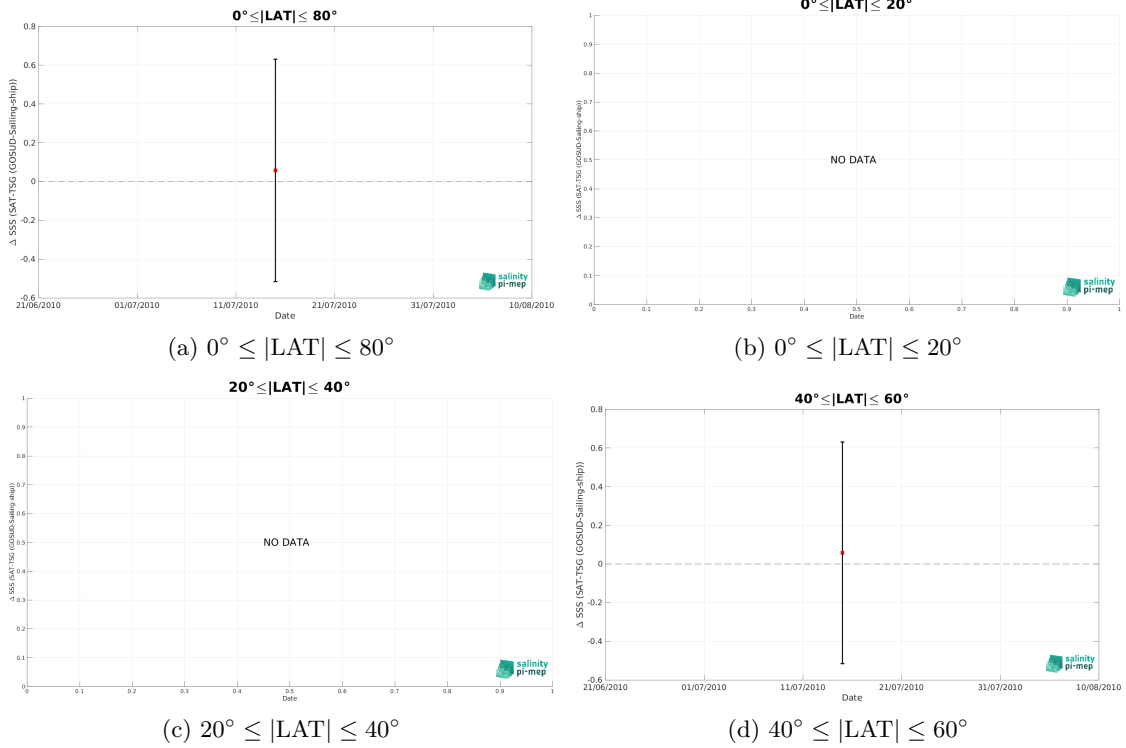 0°≤|LAT|≤ 80°
Δ SSS (SAT-TSG (GOSUD-Sailing-ship))
0.8
0.6
0.4
0.2
0
-0.2
-0.4
-0.6
21/06/2010 01/07/2010 11/07/2010 21/07/2010 31/07/2010 10/08/2010
Date
salinity
pi-mep
(a) 0° ≤ |LAT| ≤ 80°
0°≤|LAT|≤ 20°
Δ SSS (SAT-TSG (GOSUD-Sailing-ship))
1
0.9
0.8
0.7
0.6
0.5
0.4
0.3
0.2
0.1
0
NO DATA
0 0.1 0.2 0.3 0.4 0.5 0.6 0.7 0.8 0.9 1
Date
salinity
pi-mep
(b) 0° ≤ |LAT| ≤ 20°
20°≤|LAT|≤ 40°
Δ SSS (SAT-TSG (GOSUD-Sailing-ship))
1
0.9
0.8
0.7
0.6
0.5
0.4
0.3
0.2
0.1
0
NO DATA
0 0.1 0.2 0.3 0.4 0.5 0.6 0.7 0.8 0.9 1
Date
salinity
pi-mep
(c) 20° ≤ |LAT| ≤ 40°
40°≤|LAT|≤ 60°
Δ SSS (SAT-TSG (GOSUD-Sailing-ship))
0.8
0.6
0.4
0.2
0
-0.2
-0.4
-0.6
21/06/2010 01/07/2010 11/07/2010 21/07/2010 31/07/2010 10/08/2010
Date
salinity
pi-mep
(d) 40° ≤ |LAT| ≤ 60°